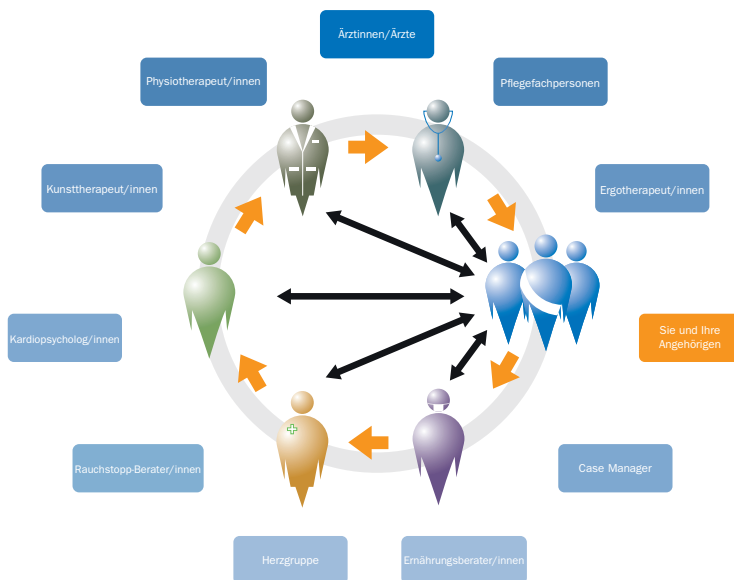 Ärztinnen/Ärzte
Physiotherapeut/innen
Pflegefachpersonen
Kunsttherapeut/innen
Ergotherapeut/innen
Kardiopsycholog/innen
Sie und Ihre
Angehörigen
Rauchstopp-Berater/innen
Case Manager
Herzgruppe
Ernährungsberater/innen